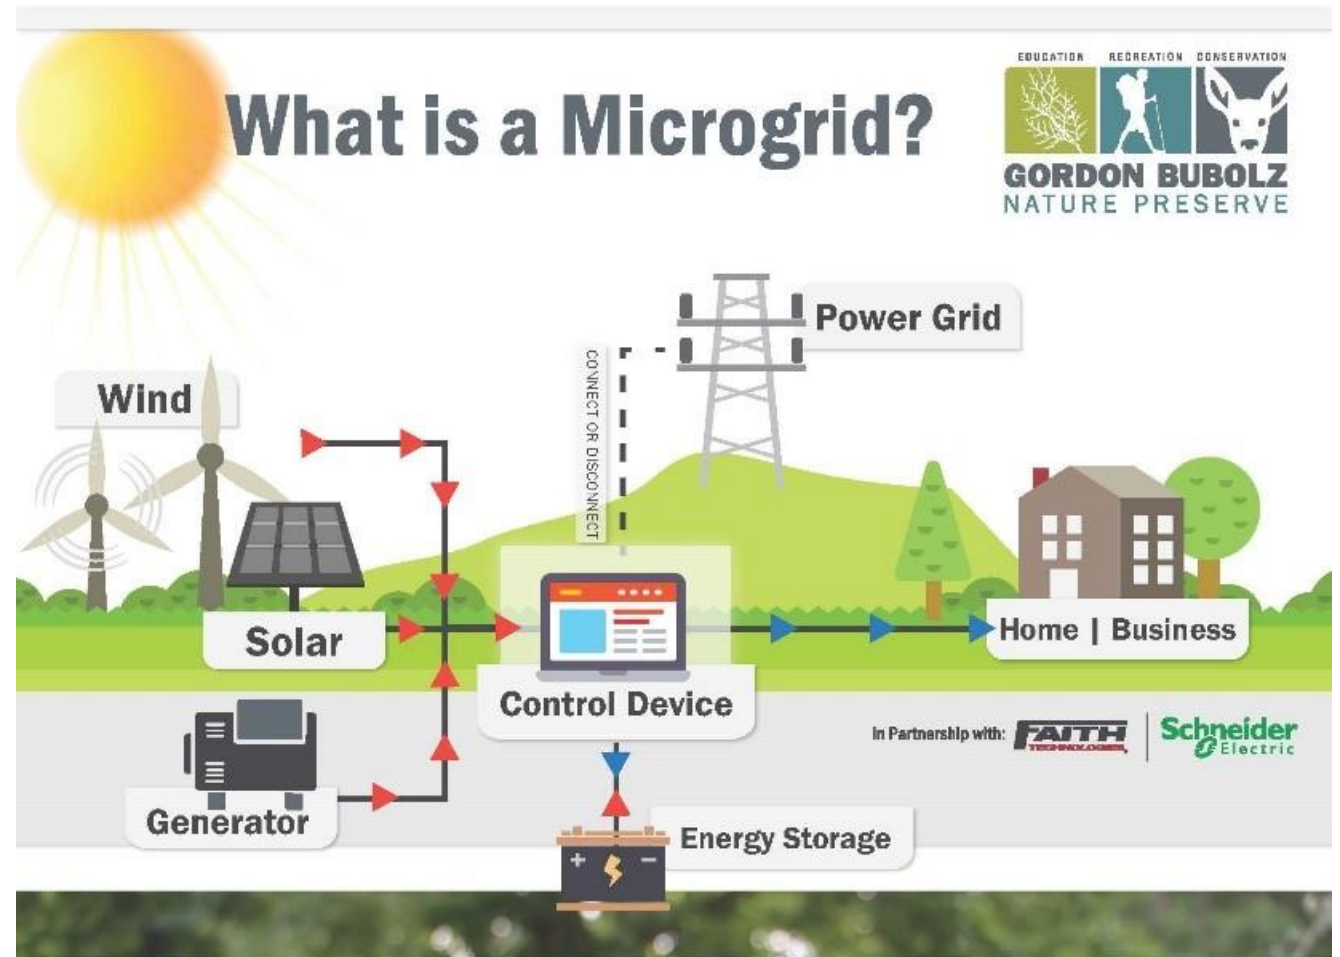 What is a Microgrid?
EDUCATION RECREATION CONSERVATION
GORDON BUBOLZ
NATURE PRESERVE
Power Grid
CONNECT OR DISCONNECT
Wind
Solar
Home | Business
Control Device
In Partnership with: FAITH TECHNOLOGIES Schneider Electric
Generator
Energy Storage
+ −